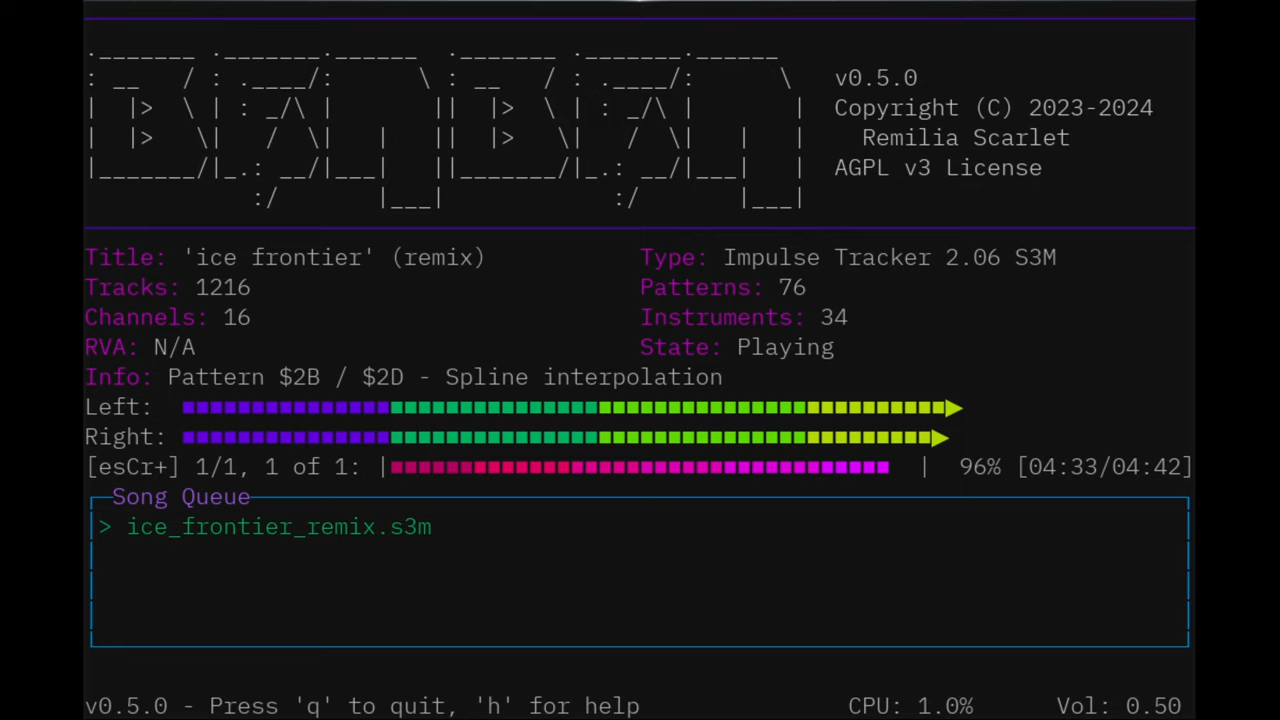 BENBEN
v0.5.0
Copyright (C) 2023-2024
Remilia Scarlet
AGPL v3 License
Title: 'ice frontier' (remix) Type: Impulse Tracker 2.06 S3M
Tracks: 1216 Patterns: 76
Channels: 16 Instruments: 34
RVA: N/A State: Playing
Info: Pattern $2B / $2D - Spline interpolation
Left:
Right:
[esCr+] 1/1, 1 of 1: | | 96% [04:33/04:42]
Song Queue
> ice_frontier_remix.s3m
v0.5.0 - Press 'q' to quit, 'h' for help CPU: 1.0% Vol: 0.50